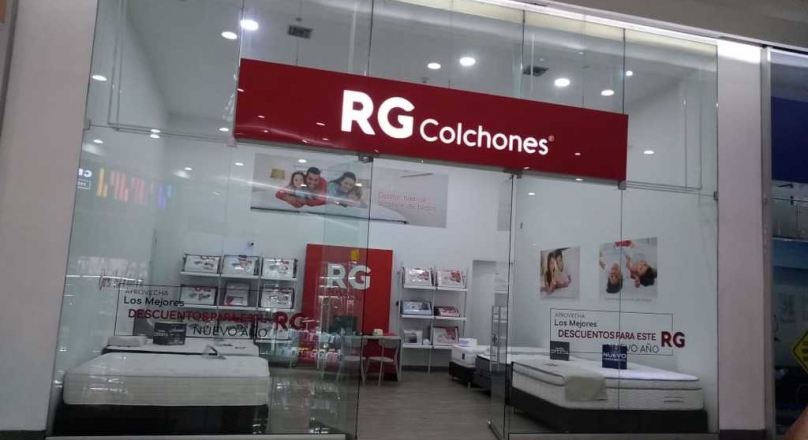 RG Colchones®
RG
APROVECHA
Los Mejores
DESCUENTOS PARA ESTE
NUEVO AÑO
RG
APROVECHA
Los Mejores
DESCUENTOS PARA ESTE
NUEVO AÑO
RG
NUEVO